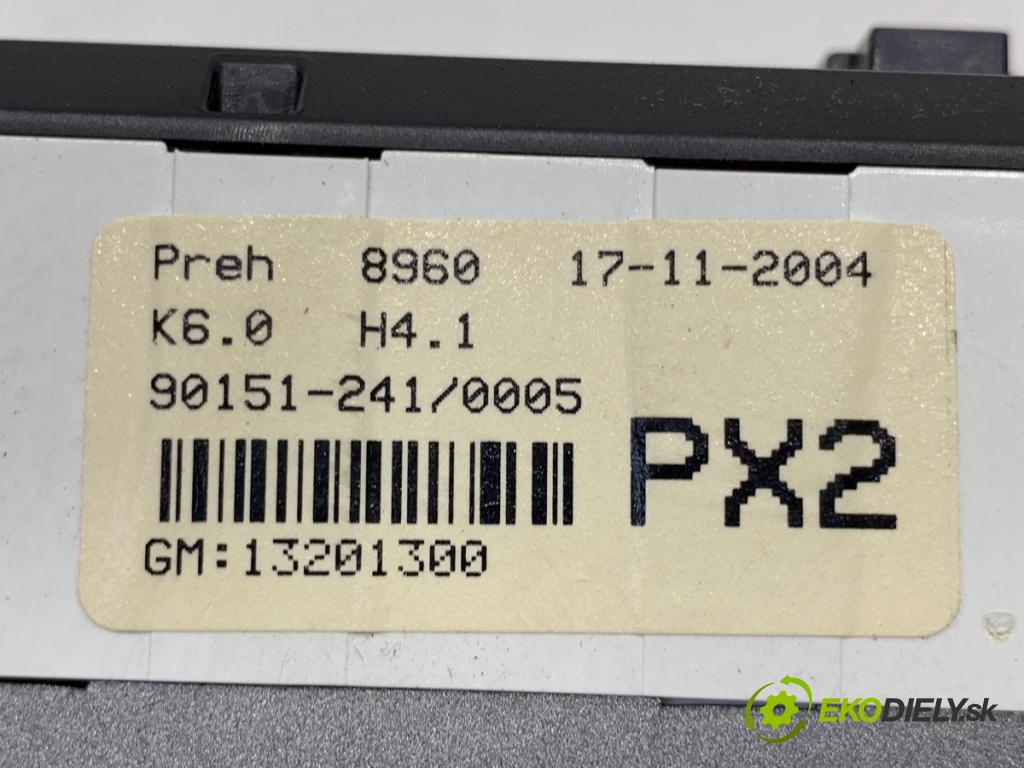 Preh 8960 17-11-2004
K6.0 H4.1
90151-241/0005
PX2
GM:13201300
EKODIELY.sk